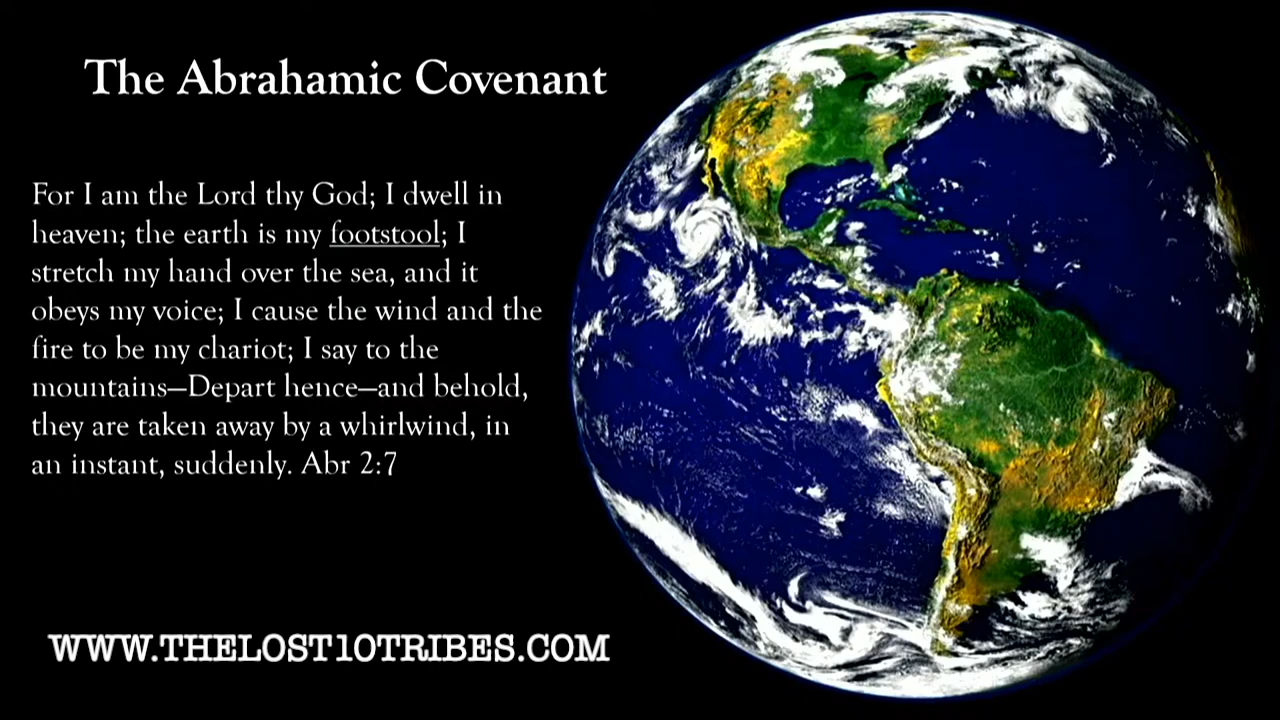 The Abrahamic Covenant
For I am the Lord thy God; I dwell in
heaven; the earth is my footstool; I
stretch my hand over the sea, and it
obeys my voice; I cause the wind and the
fire to be my chariot; I say to the
mountains—Depart hence—and behold,
they are taken away by a whirlwind, in
an instant, suddenly. Abr 2:7
WWW.THELOST10TRIBES.COM